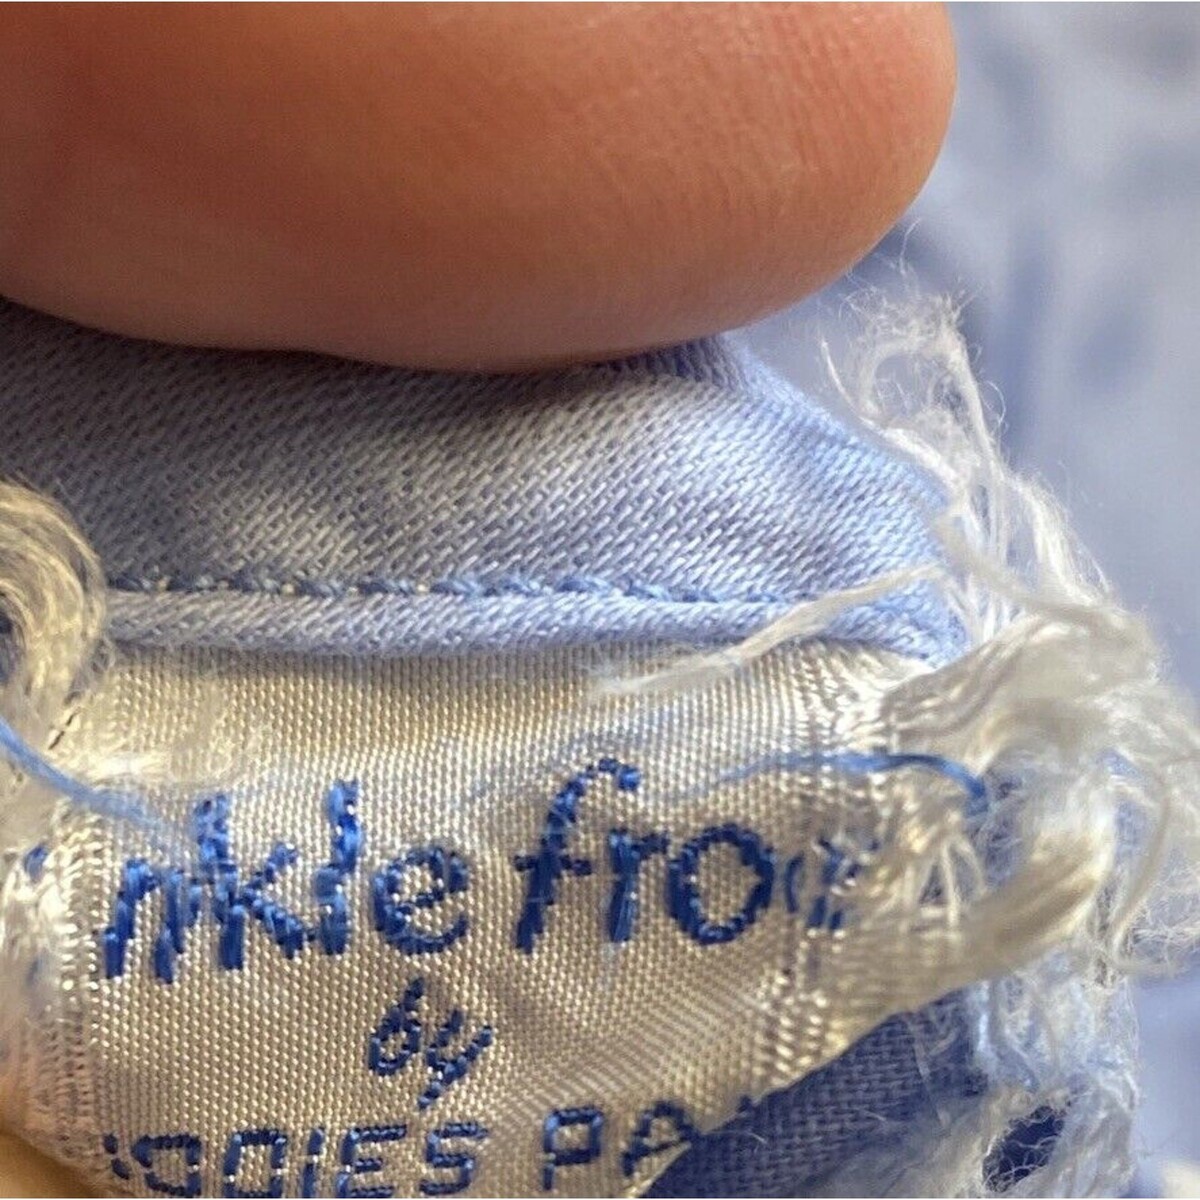 nkle fro
by
DDIES PA